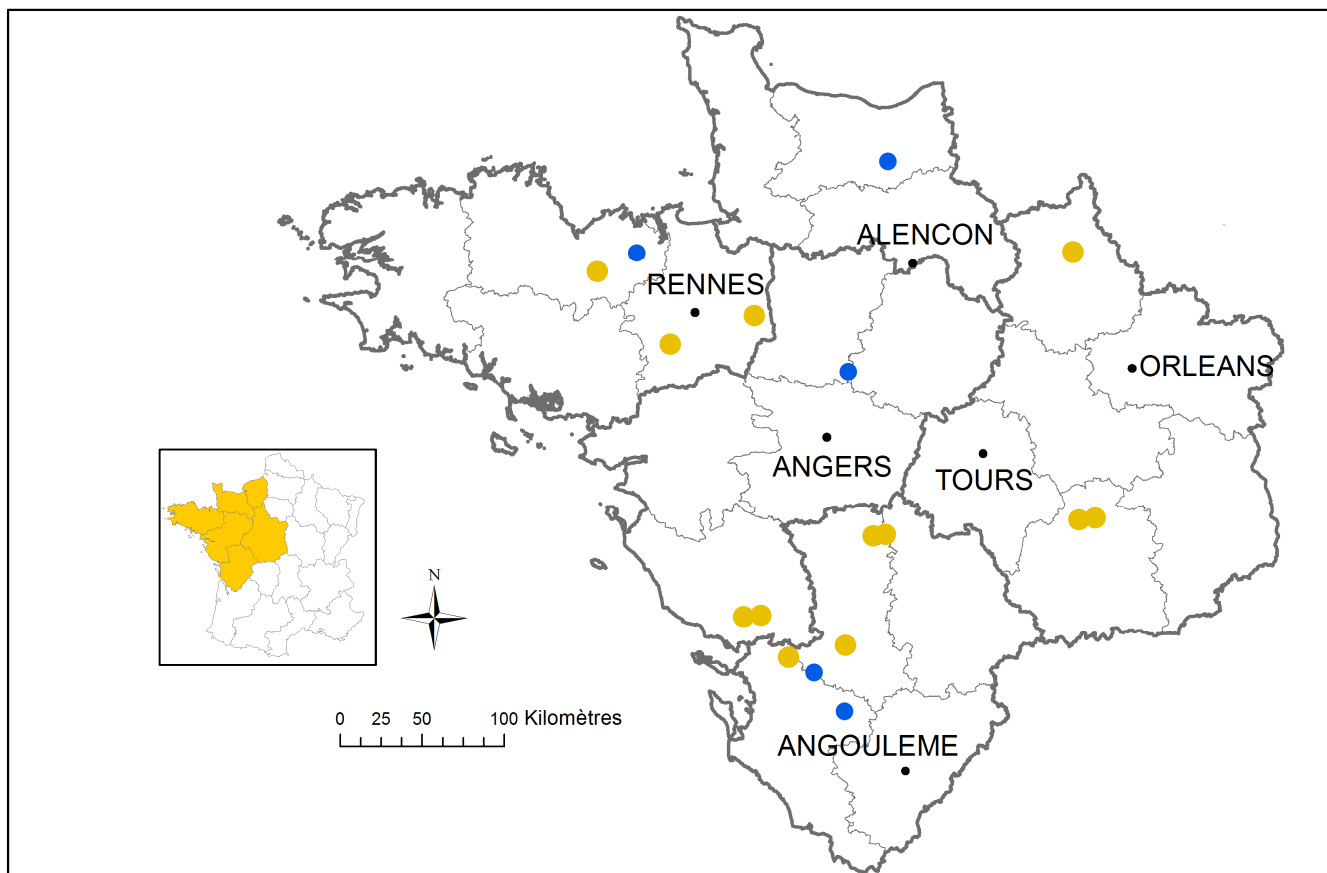 ALENCON
RENNES
ORLEANS
ANGERS
TOURS
N
0 25 50 100 Kilomètres
ANGOULEME